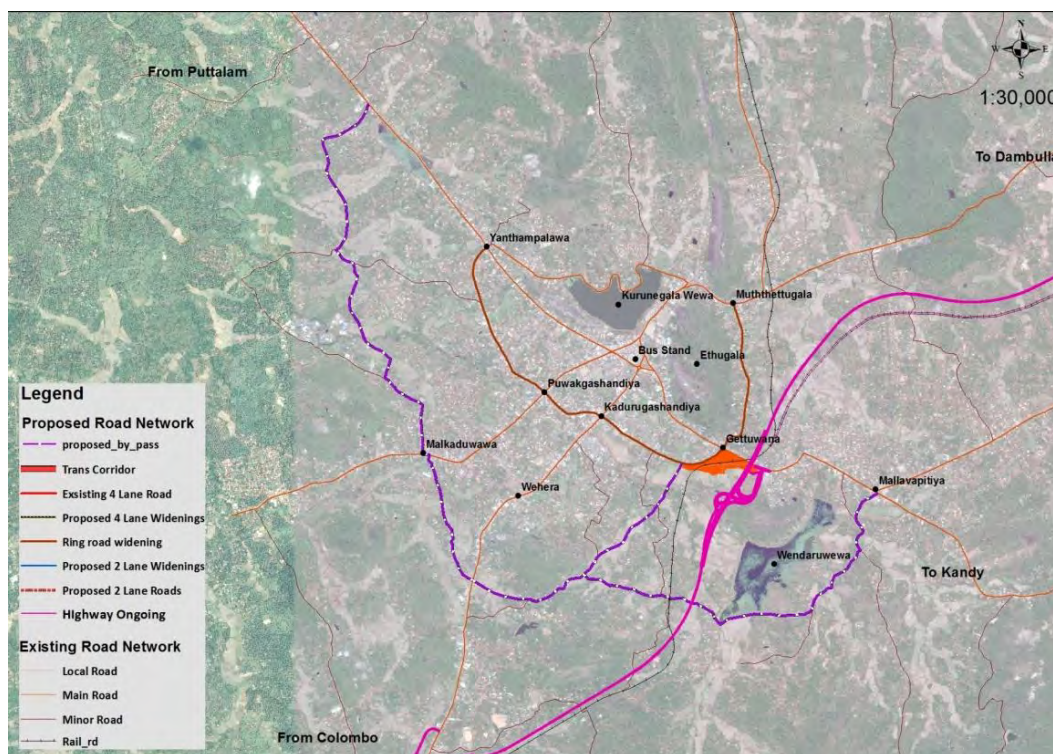 N
W E
S
1:30,000
From Puttalam
To Dambulla
Yanthampalawa
Kurunegala Wewa
Muththettugala
Bus Stand
Ethugala
Puwakgashandiya
Kadurugashandiya
Gettuwana
Malkaduwawa
Wehera
Mallavapitiya
Wendaruwewa
To Kandy
From Colombo
Legend
Proposed Road Network
proposed_by_pass
Trans Corridor
Exsisting 4 Lane Road
Proposed 4 Lane Widenings
Ring road widening
Proposed 2 Lane Widenings
Proposed 2 Lane Roads
HIghway Ongoing
Existing Road Network
Local Road
Main Road
Minor Road
Rail_rd